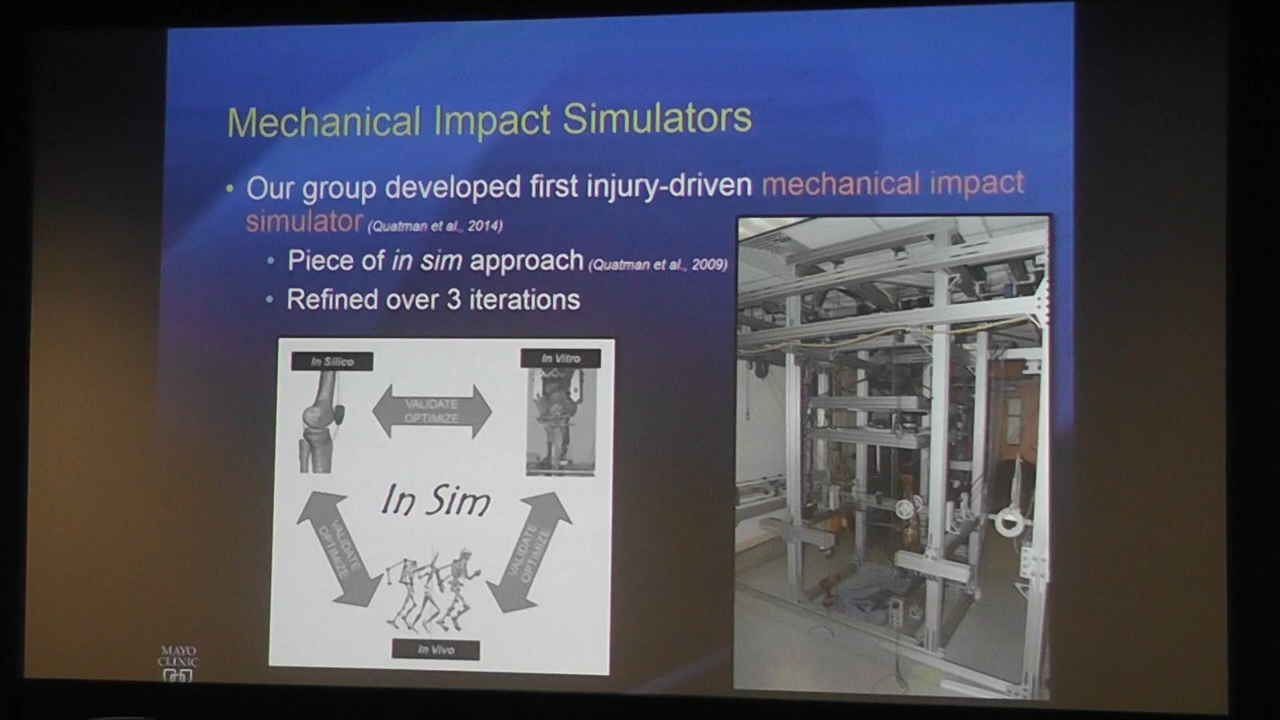 Mechanical Impact Simulators
• Our group developed first injury-driven mechanical impact
simulator (Quatman et al., 2014)
• Piece of in sim approach (Quatman et al., 2009)
• Refined over 3 iterations
In Silico
In Vitro
VALIDATE
OPTIMIZE
In Sim
VALIDATE
OPTIMIZE
VALIDATE
OPTIMIZE
In Vivo
MAYO
CLINIC